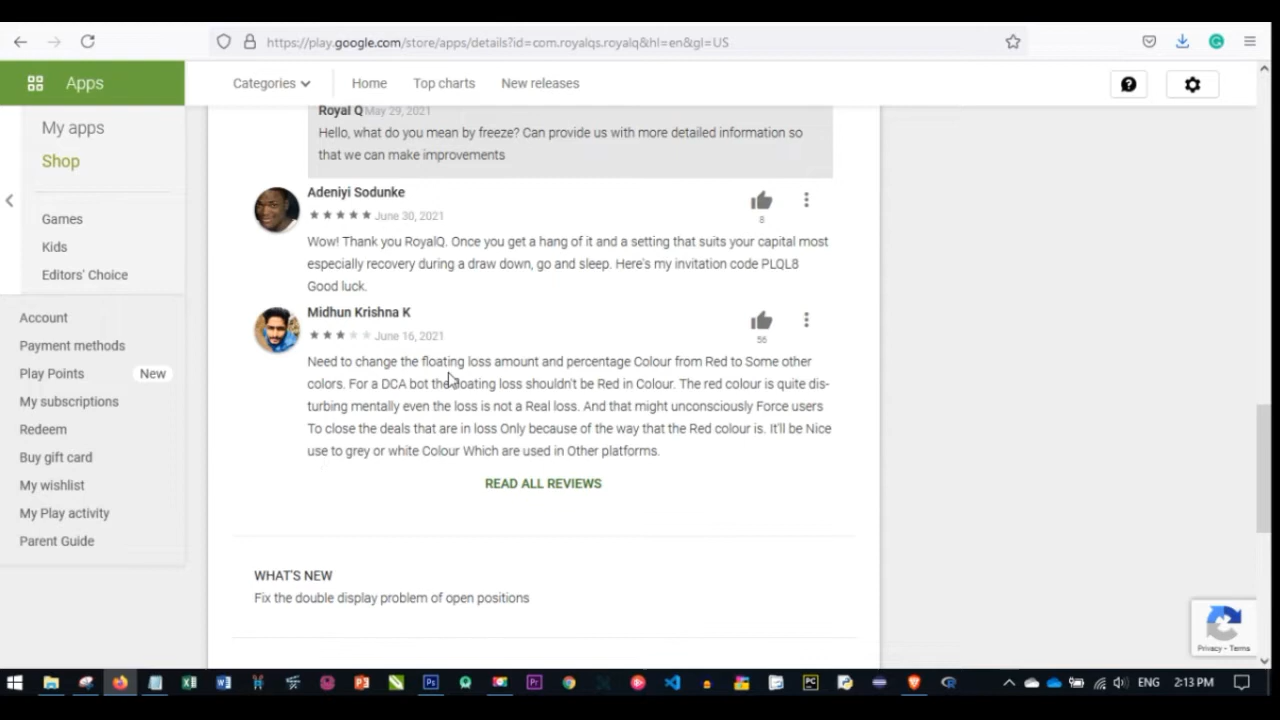 https://play.google.com/store/apps/details?id=com.royalqs.royalq&hl=en&gl=US
Apps
Categories
Home
Top charts
New releases
My apps
Shop
Games
Kids
Editors' Choice
Account
Payment methods
Play Points
New
My subscriptions
Redeem
Buy gift card
My wishlist
My Play activity
Parent Guide
Royal Q May 29, 2021
Hello, what do you mean by freeze? Can provide us with more detailed information so
that we can make improvements
Adeniyi Sodunke
June 30, 2021
8
Wow! Thank you RoyalQ. Once you get a hang of it and a setting that suits your capital most
especially recovery during a draw down, go and sleep. Here's my invitation code PLQL8
Good luck.
Midhun Krishna K
June 16, 2021
56
Need to change the floating loss amount and percentage Colour from Red to Some other
colors. For a DCA bot the floating loss shouldn't be Red in Colour. The red colour is quite dis-
turbing mentally even the loss is not a Real loss. And that might unconsciously Force users
To close the deals that are in loss Only because of the way that the Red colour is. It'll be Nice
use to grey or white Colour Which are used in Other platforms.
READ ALL REVIEWS
WHAT'S NEW
Fix the double display problem of open positions
Privacy - Terms
ENG
2:13 PM